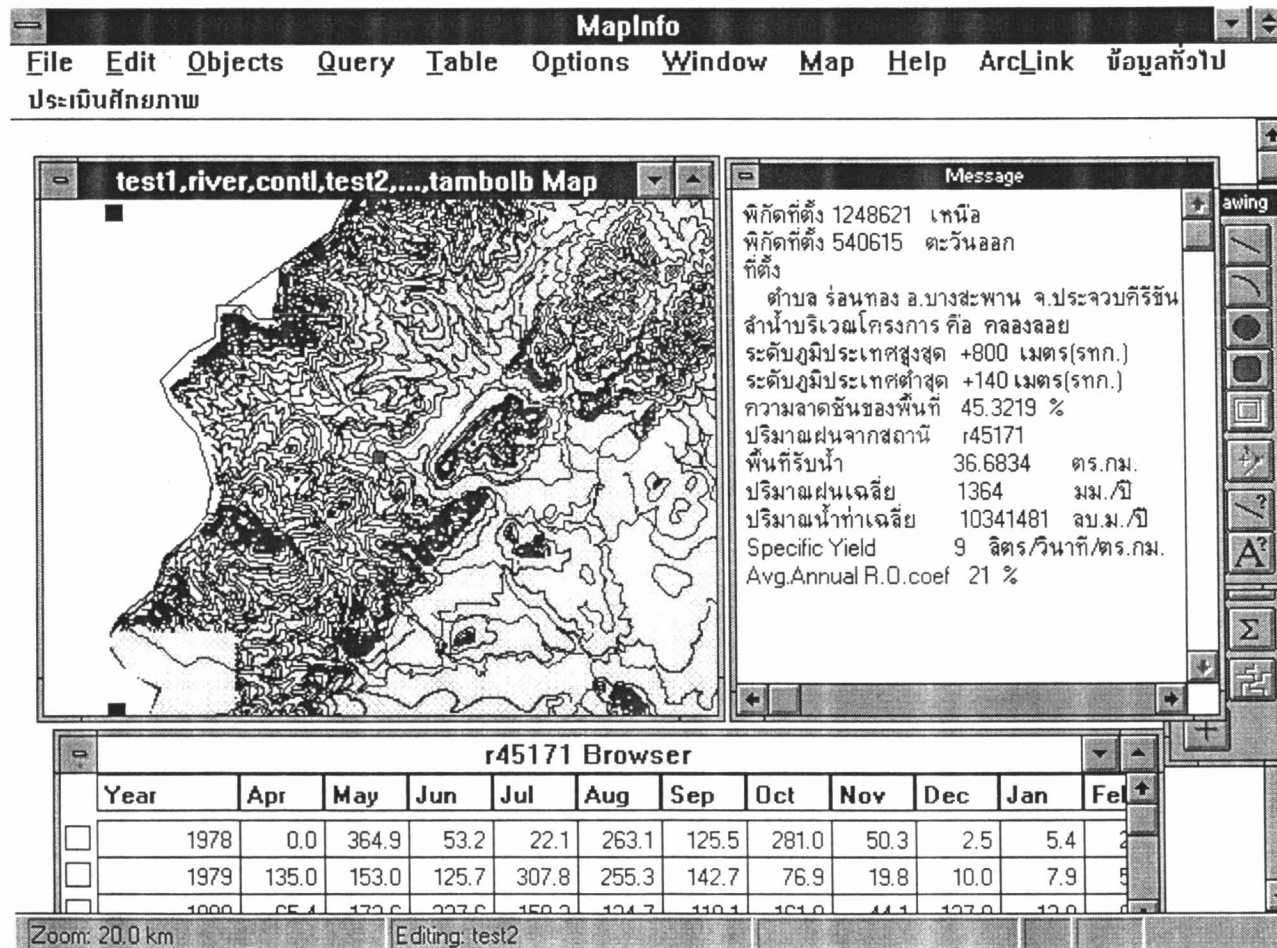 MapInfo
File Edit Objects Query Table Options Window Map Help ArcLink ข้อมูลทั่วไป
ประเมินศักยภาพ
test1,river,contl,test2,...,tambolb Map
Message
awing
พิกัดที่ตั้ง 1248621 เหนือ
พิกัดที่ตั้ง 540615 ตะวันออก
ที่ตั้ง
ตำบล ร่อนทอง อ.บางสะพาน จ.ประจวบคีรีขัน
ลำน้ำบริเวณโครงการ คือ คลองลอย
ระดับภูมิประเทศสูงสุด +800 เมตร(รทก.)
ระดับภูมิประเทศต่ำสุด +140 เมตร(รทก.)
ความลาดชันของพื้นที่ 45.3219 %
ปริมาณฝนจากสถานี r45171
พื้นที่รับน้ำ 36.6834 ตร.กม.
ปริมาณฝนเฉลี่ย 1364 มม./ปี
ปริมาณน้ำท่าเฉลี่ย 10341481 ลบ.ม./ปี
Specific Yield 9 ลิตร/วินาที/ตร.กม.
Avg.Annual R.O.coef 21 %
r45171 Browser
Year Apr May Jun Jul Aug Sep Oct Nov Dec Jan Fel
1978 0.0 364.9 53.2 22.1 263.1 125.5 281.0 50.3 2.5 5.4
1979 135.0 153.0 125.7 307.8 255.3 142.7 76.9 19.8 10.0 7.9
Zoom: 20.0 km Editing: test2